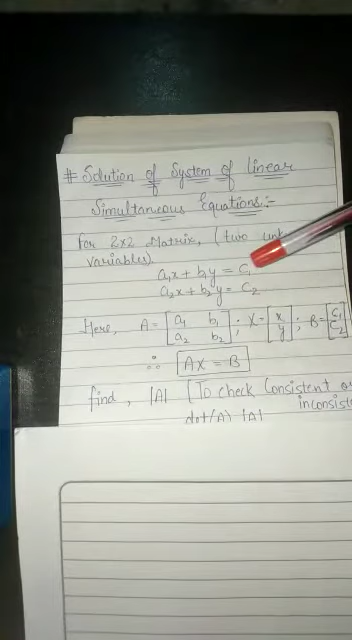 # Solution of System of linear
Simultaneous Equations:-
For 2x2 Matrix, (two
variables)
a₁x + b₁y = c₁
a₂x + b₂y = c₂
Here, A = [a₁ b₁; X = [x; B = [c₁
a₂ b₂] y] c₂]
∴ AX = B
find, |A| [To check Consistent or
inconsiste
det(A) |A|